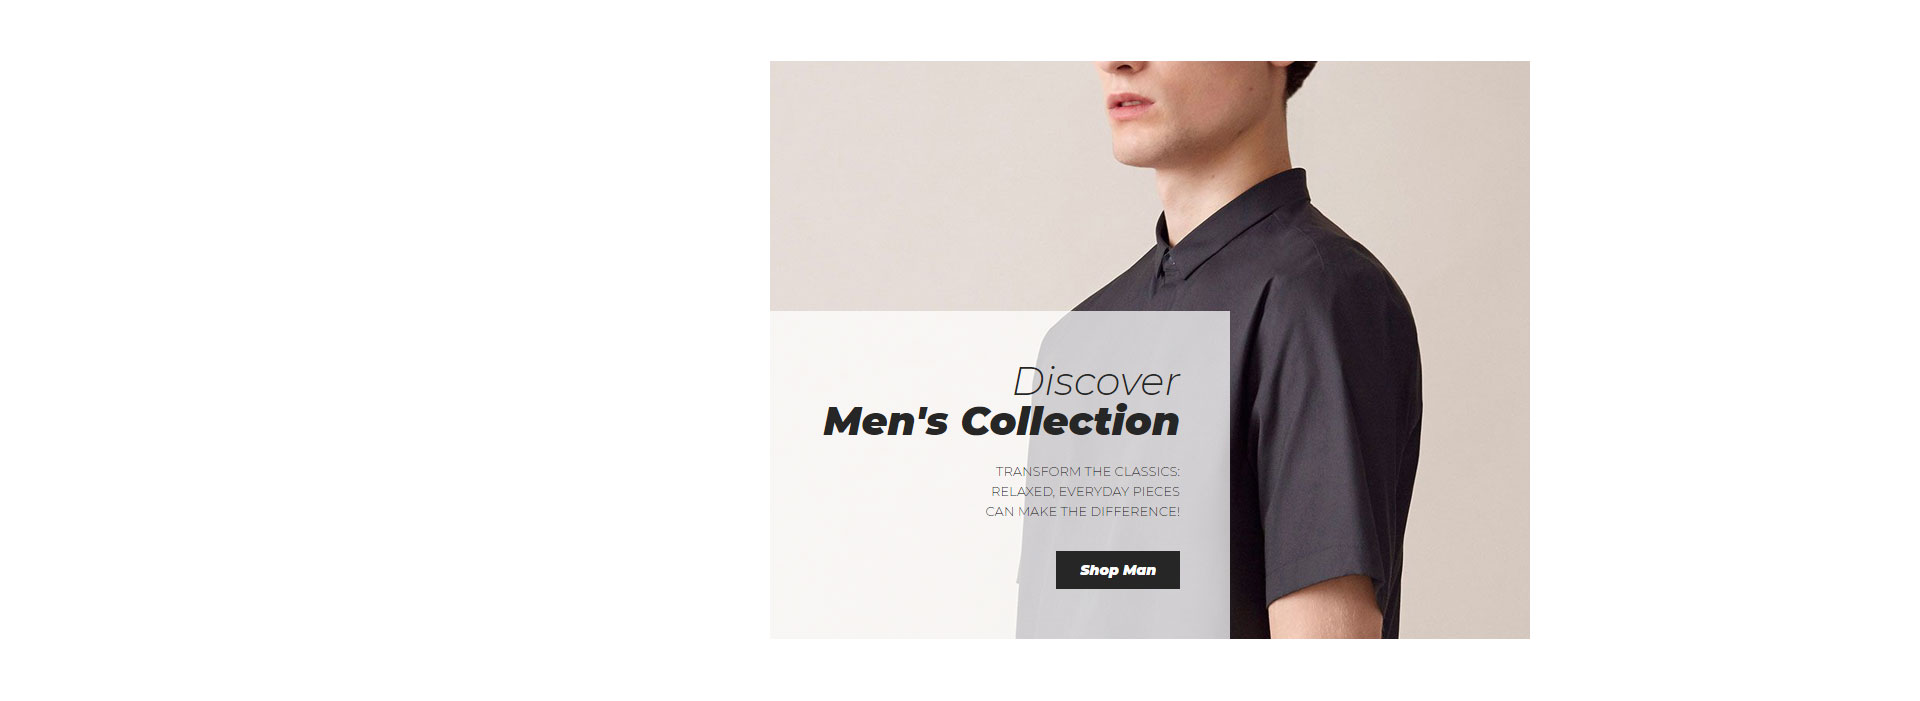 Discover
Men's Collection
TRANSFORM THE CLASSICS:
RELAXED, EVERYDAY PIECES
CAN MAKE THE DIFFERENCE!
Shop Man